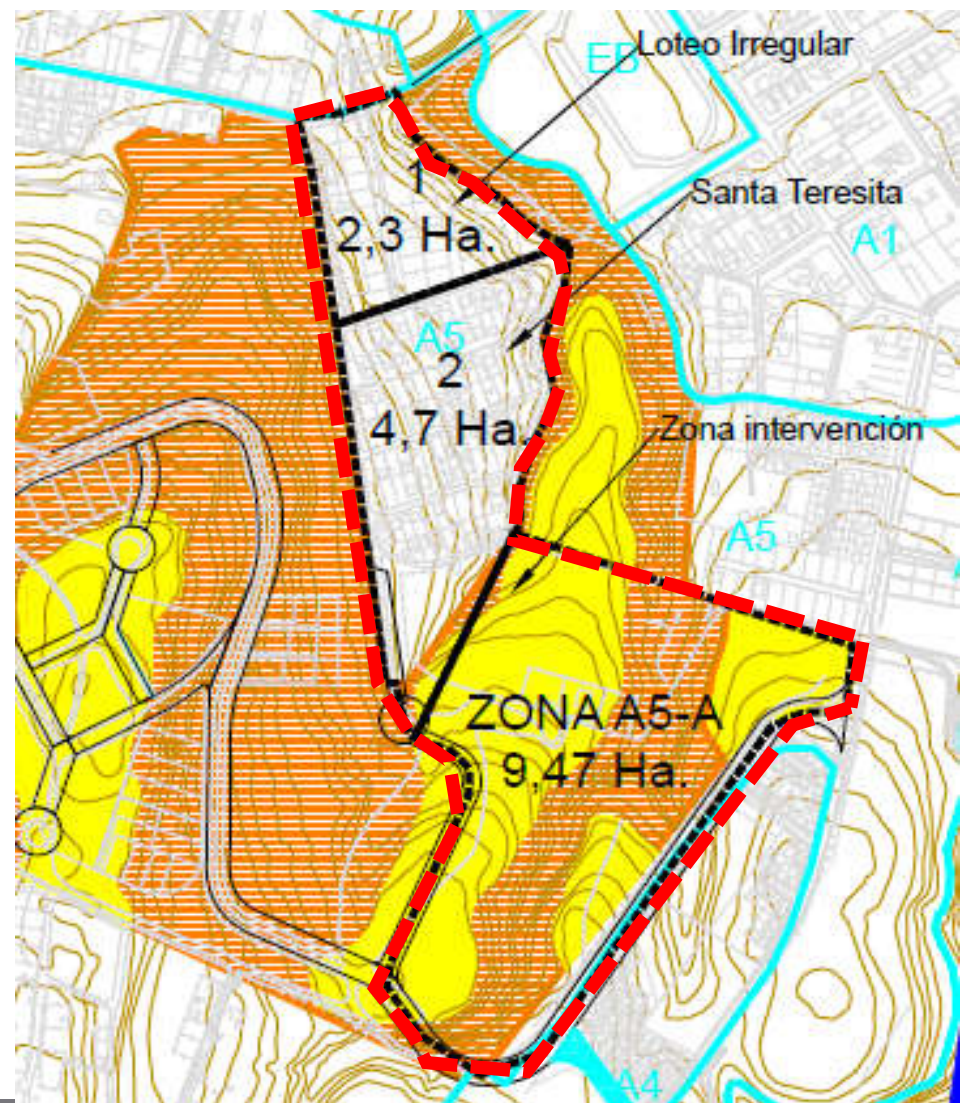 Loteo Irregular
EB
1
2,3 Ha.
Santa Teresita
A1
A5
2
4,7 Ha.
Zona intervención
A5
ZONA A5-A
9,47 Ha.
A4